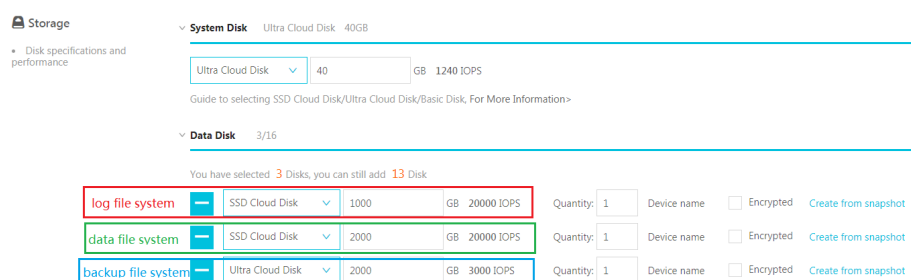 Storage
System Disk Ultra Cloud Disk 40GB
• Disk specifications and
performance
Ultra Cloud Disk 40 GB 1240 IOPS
Guide to selecting SSD Cloud Disk/Ultra Cloud Disk/Basic Disk, For More Information>
Data Disk 3/16
You have selected 3 Disks, you can still add 13 Disk
log file system SSD Cloud Disk 1000 GB 20000 IOPS Quantity: 1 Device name Encrypted Create from snapshot
data file system SSD Cloud Disk 2000 GB 20000 IOPS Quantity: 1 Device name Encrypted Create from snapshot
backup file system Ultra Cloud Disk 2000 GB 3000 IOPS Quantity: 1 Device name Encrypted Create from snapshot